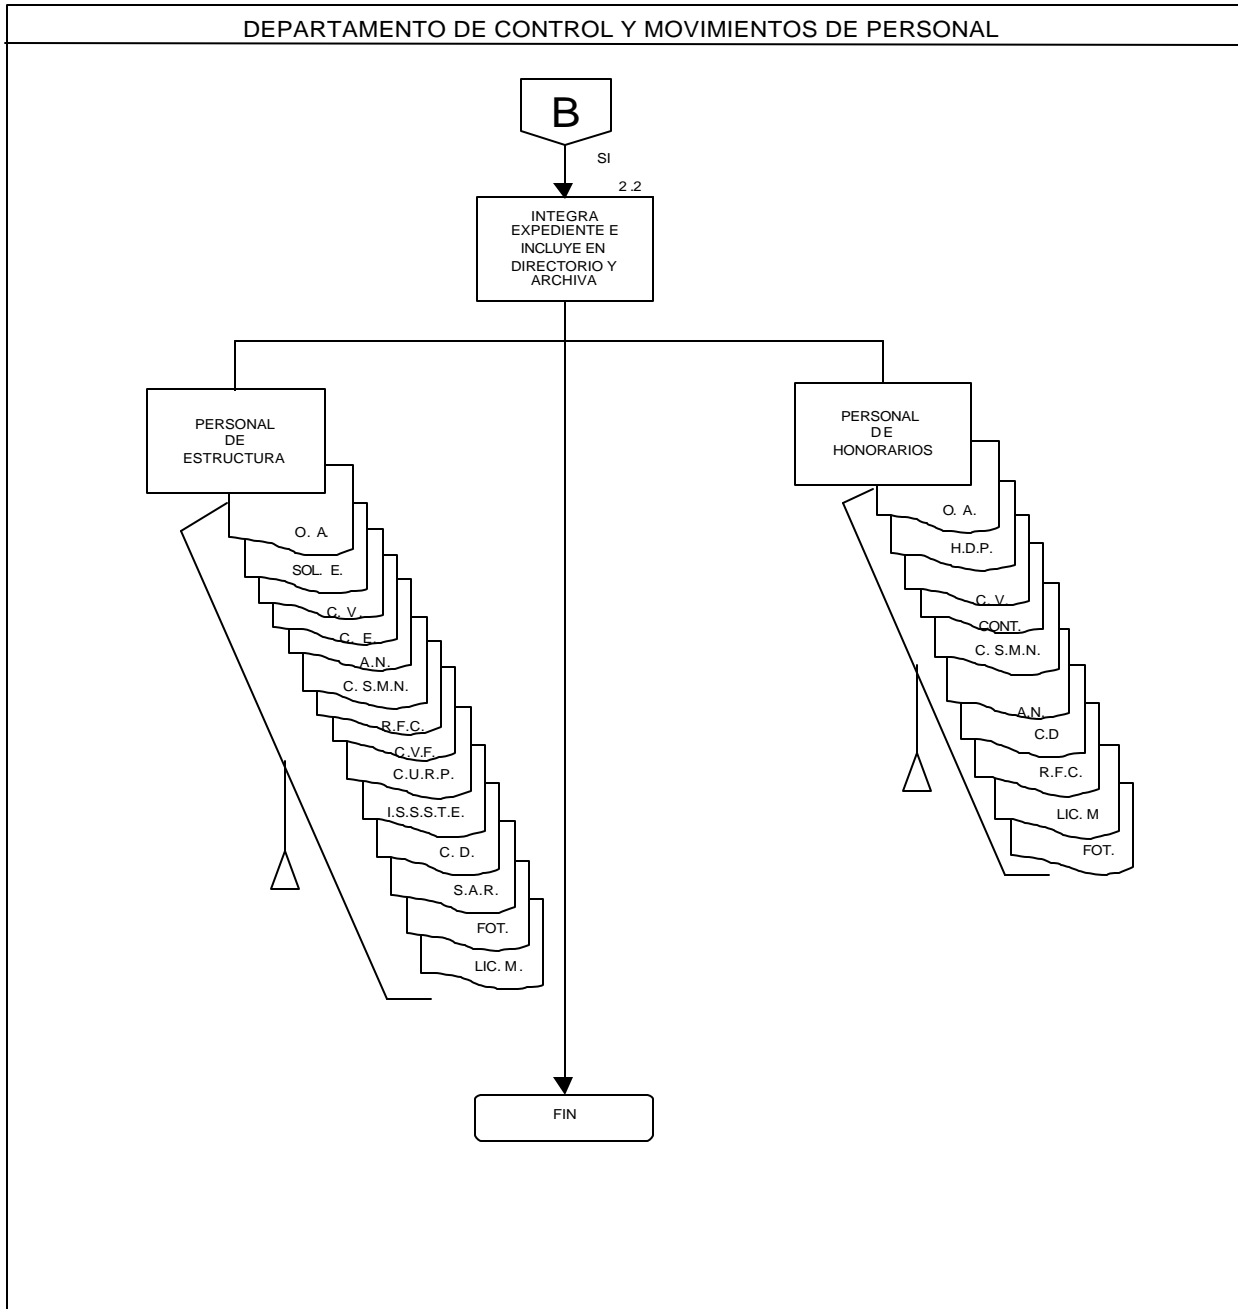 DEPARTAMENTO DE CONTROL Y MOVIMIENTOS DE PERSONAL
B
SI
2.2
INTEGRA
EXPEDIENTE E
INCLUYE EN
DIRECTORIO Y
ARCHIVA
PERSONAL
DE
ESTRUCTURA
O. A.
SOL. E.
C. V.
C. E.
A.N.
C. S.M.N.
R.F.C.
C.V.F.
C.U.R.P.
I.S.S.S.T.E.
C. D.
S.A.R.
FOT.
LIC. M.
PERSONAL
DE
HONORARIOS
O. A.
H.D.P.
C. V.
CONT.
C. S.M.N.
A.N.
C.D
R.F.C.
LIC. M
FOT.
FIN